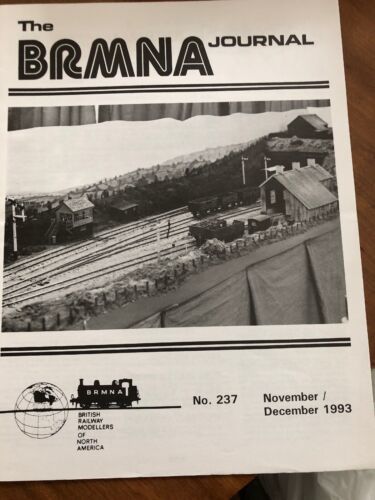 The
BRMNA JOURNAL
BRMNA
BRITISH
RAILWAY
MODELLERS
OF
NORTH
AMERICA
No. 237
November /
December 1993